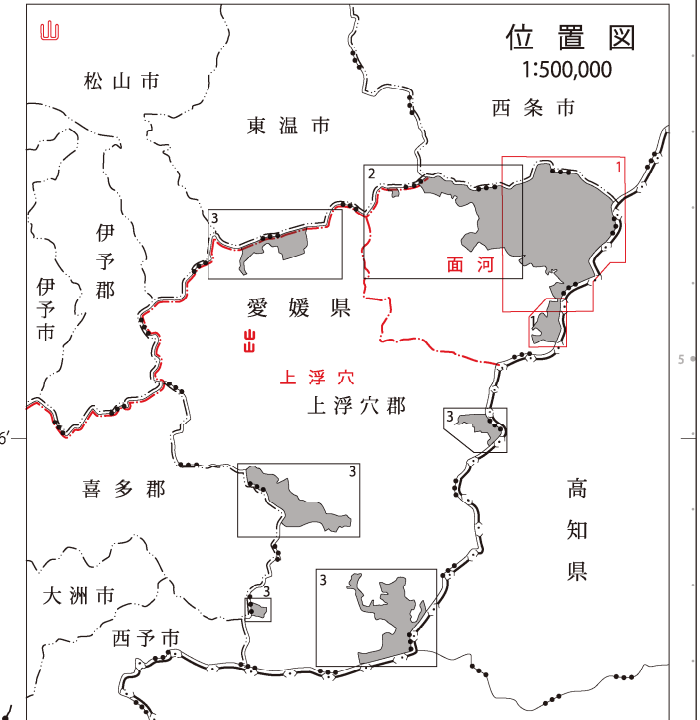 位置図
1:500,000
松山市
東温市
西条市
2
1
3
伊予郡
伊予市
面河
愛媛県
1
5
上浮穴
上浮穴郡
3
6′
3
喜多郡
高知県
3
3
大洲市
西予市